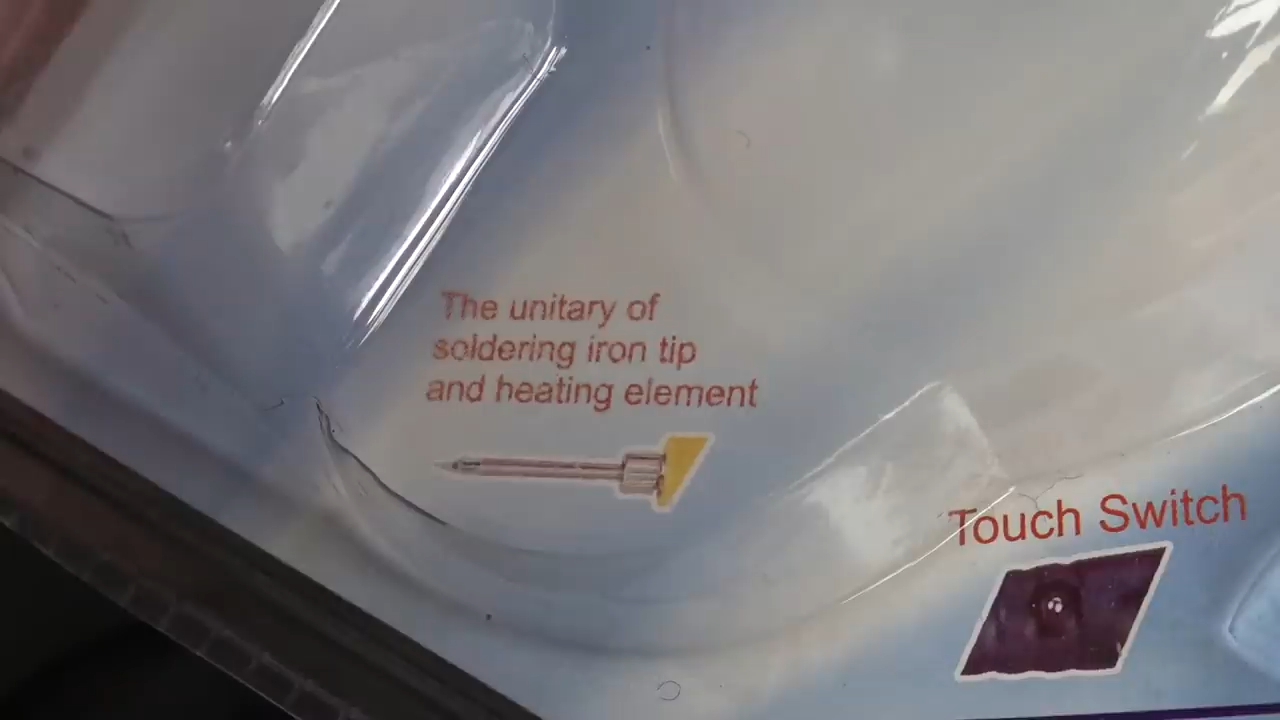 The unitary of
soldering iron tip
and heating element
Touch Switch